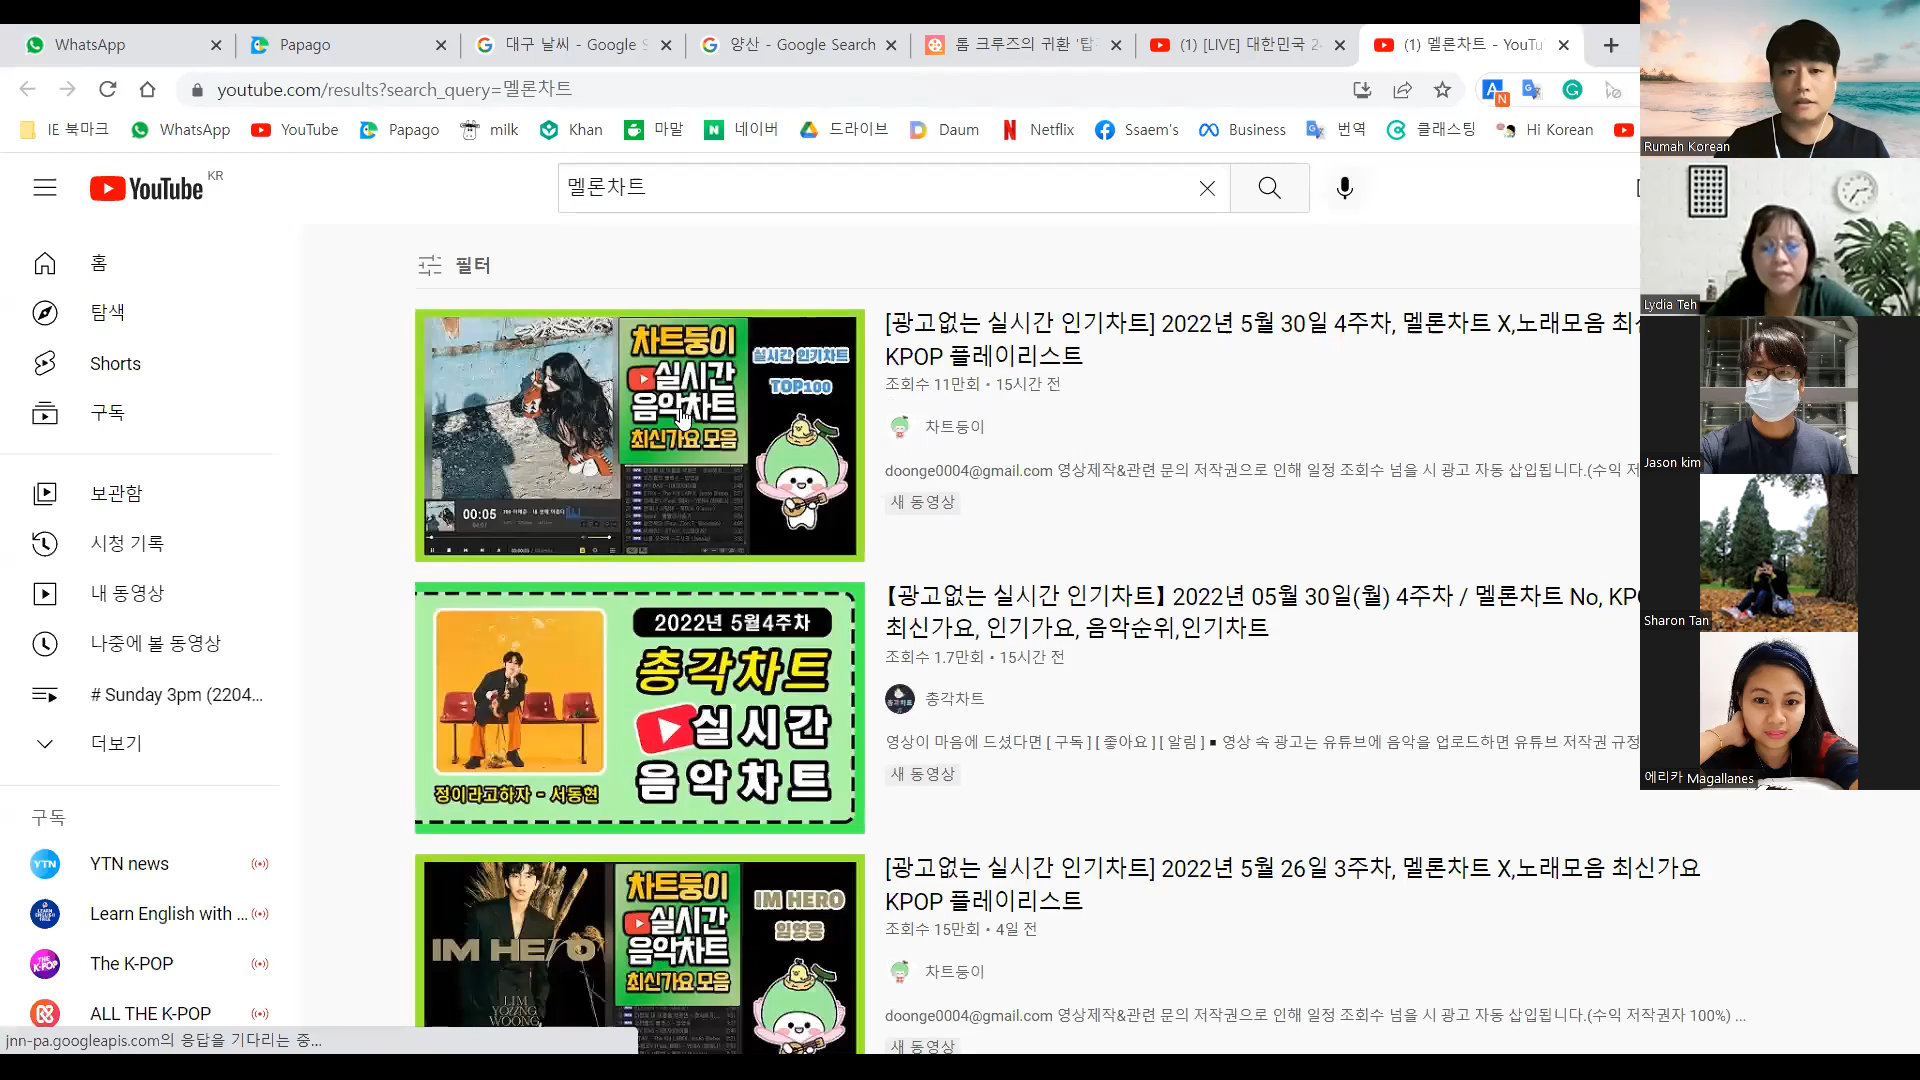 WhatsApp
Papago
대구 날씨 - Google S
양산 - Google Search
톰 크루즈의 귀환 '탑
(1) [LIVE] 대한민국 2
(1) 멜론차트 - YouTu
youtube.com/results?search_query=멜론차트
IE 북마크
WhatsApp
YouTube
Papago
milk
Khan
마말
네이버
드라이브
Daum
Netflix
Ssaem's
Business
번역
클래스팅
Hi Korean
YouTube KR
멜론차트
홈
탐색
Shorts
구독
보관함
시청 기록
내 동영상
나중에 볼 동영상
# Sunday 3pm (2204...
더보기
구독
YTN news
Learn English with ...
The K-POP
ALL THE K-POP
jnn-pa.googleapis.com의 응답을 기다리는 중...
필터
차트둥이
실시간
음악차트
최신가요 모음
실시간 인기차트
TOP100
00:05
[광고없는 실시간 인기차트] 2022년 5월 30일 4주차, 멜론차트 X,노래모음 최
KPOP 플레이리스트
조회수 11만회 • 15시간 전
차트둥이
doonge0004@gmail.com 영상제작&관련 문의 저작권으로 인해 일정 조회수 넘을 시 광고 자동 삽입됩니다.(수익 저
새 동영상
2022년 5월4주차
총각차트
실시간
음악차트
정이라고하자 - 서동현
【광고없는 실시간 인기차트】 2022년 05월 30일(월) 4주차 / 멜론차트 No, KP
최신가요, 인기가요, 음악순위,인기차트
조회수 1.7만회 • 15시간 전
총각차트
영상이 마음에 드셨다면 [ 구독 ] [ 좋아요 ] [ 알림 ] ▪ 영상 속 광고는 유튜브에 음악을 업로드하면 유튜브 저작권 규정
새 동영상
IM HERO
LIM
YOUNG
WOONG
차트둥이
실시간
음악차트
최신가요 모음
IM HERO
임영웅
[광고없는 실시간 인기차트] 2022년 5월 26일 3주차, 멜론차트 X,노래모음 최신가요
KPOP 플레이리스트
조회수 15만회 • 4일 전
차트둥이
doonge0004@gmail.com 영상제작&관련 문의 저작권으로 인해 일정 조회수 넘을 시 광고 자동 삽입됩니다.(수익 저작권자 100%) ...
새 동영상
Rumah Korean
Lydia Teh
Jason kim
Sharon Tan
에리카 Magallanes